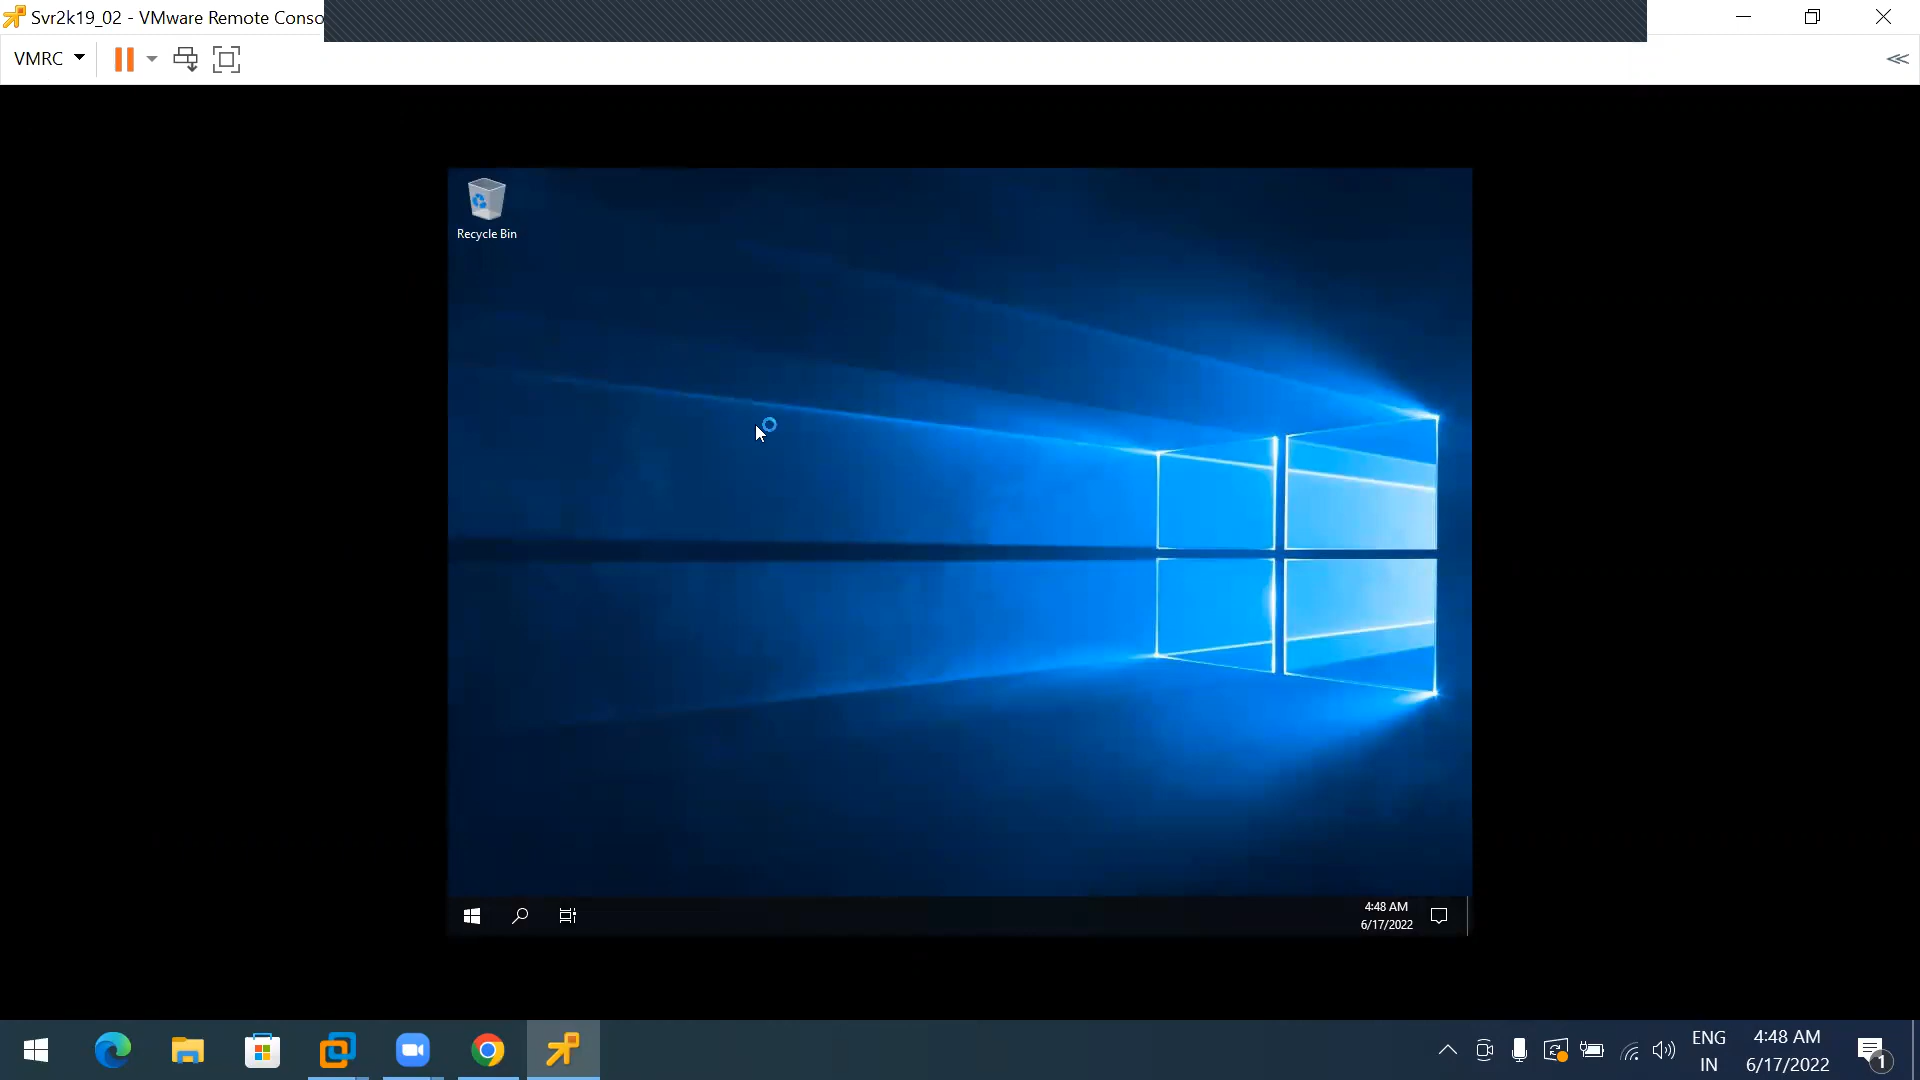 Svr2k19_02 - VMware Remote Conso
VMRC
Recycle Bin
4:48 AM
6/17/2022
ENG
IN
4:48 AM
6/17/2022
1